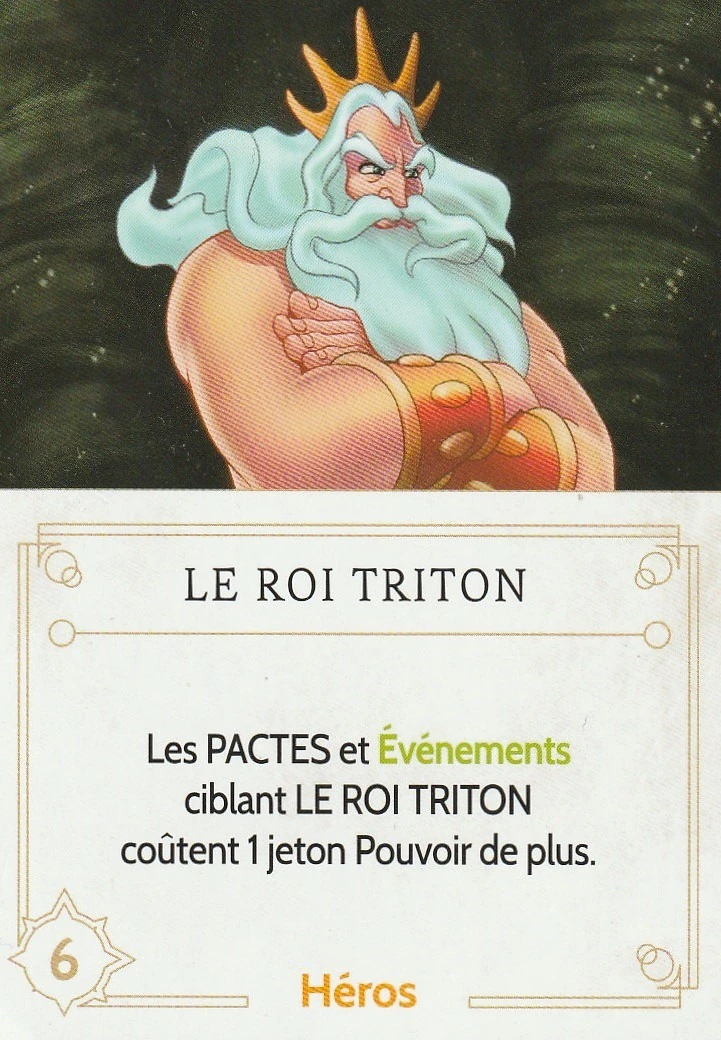 LE ROI TRITON
Les PACTES et Événements
ciblant LE ROI TRITON
coûtent 1 jeton Pouvoir de plus.
6
Héros